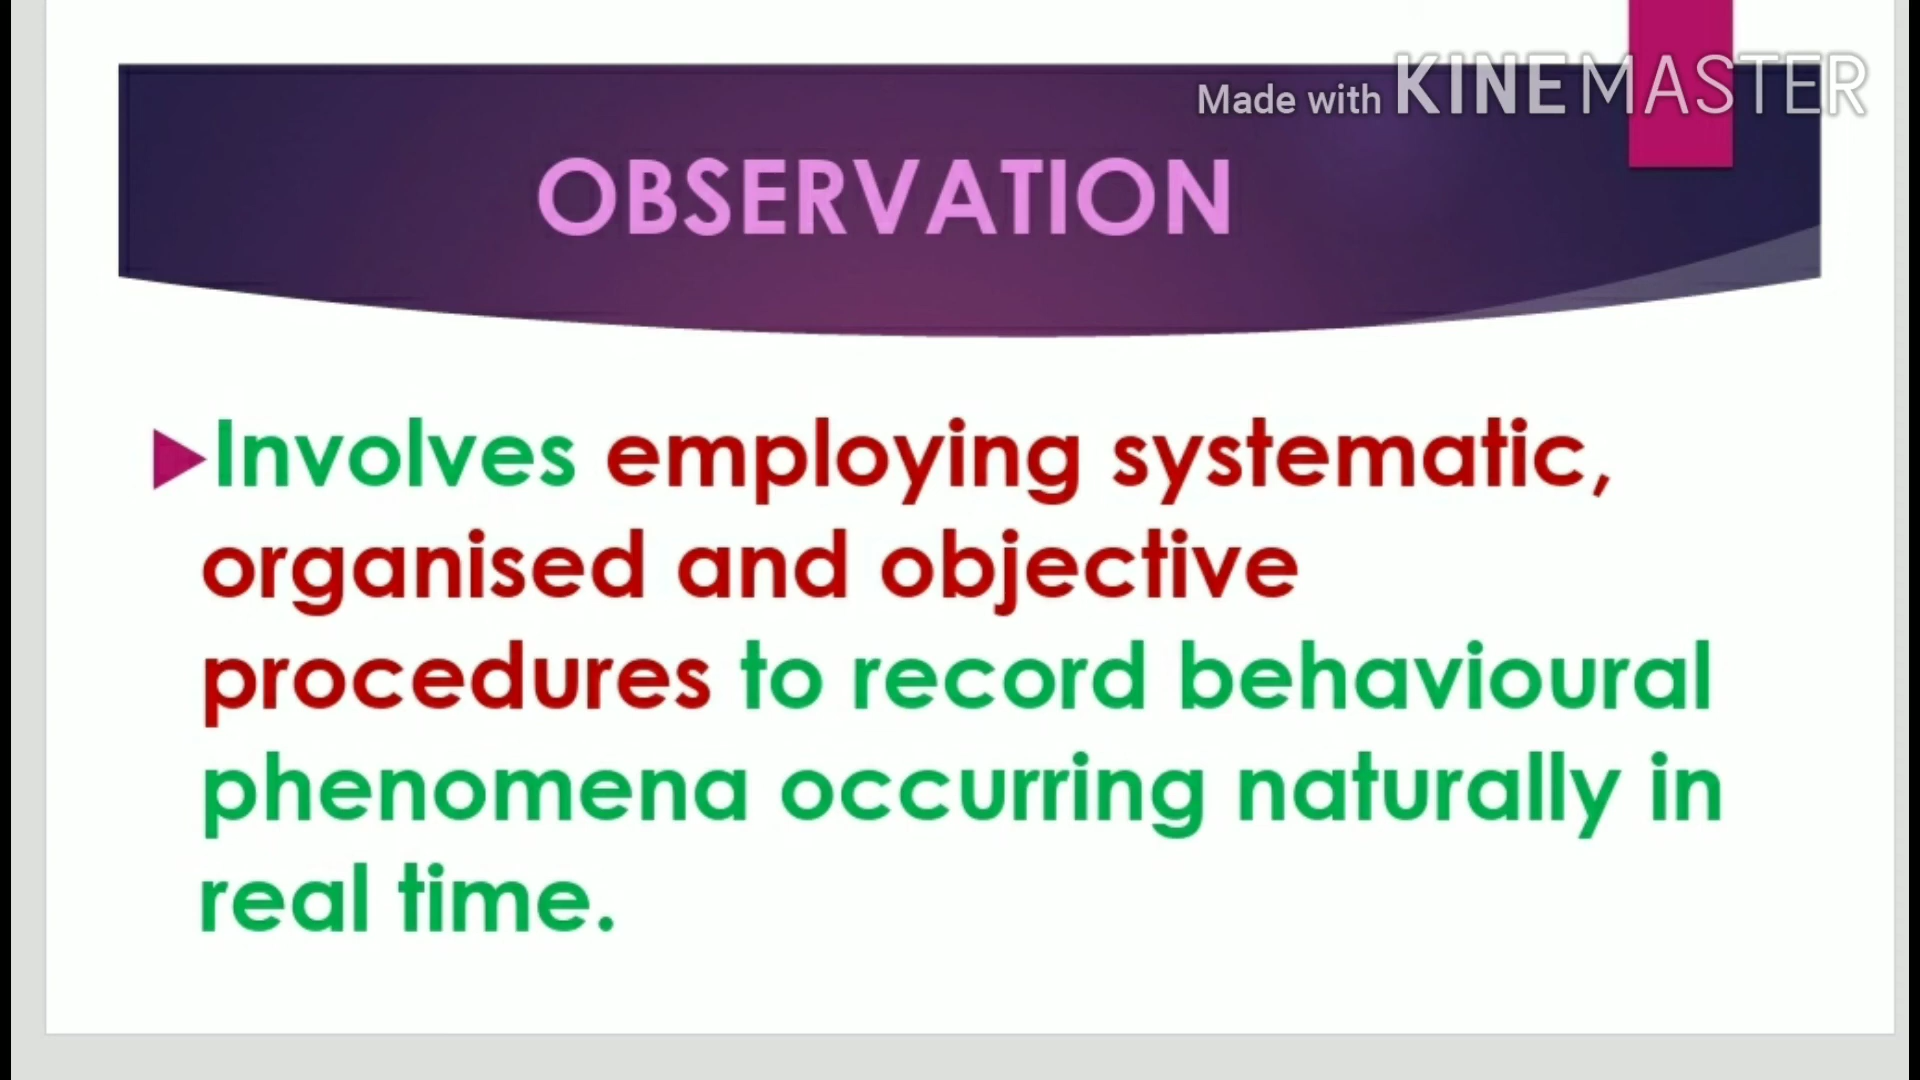 Made with KINEMASTER
OBSERVATION
Involves employing systematic,
organised and objective
procedures to record behavioural
phenomena occurring naturally in
real time.